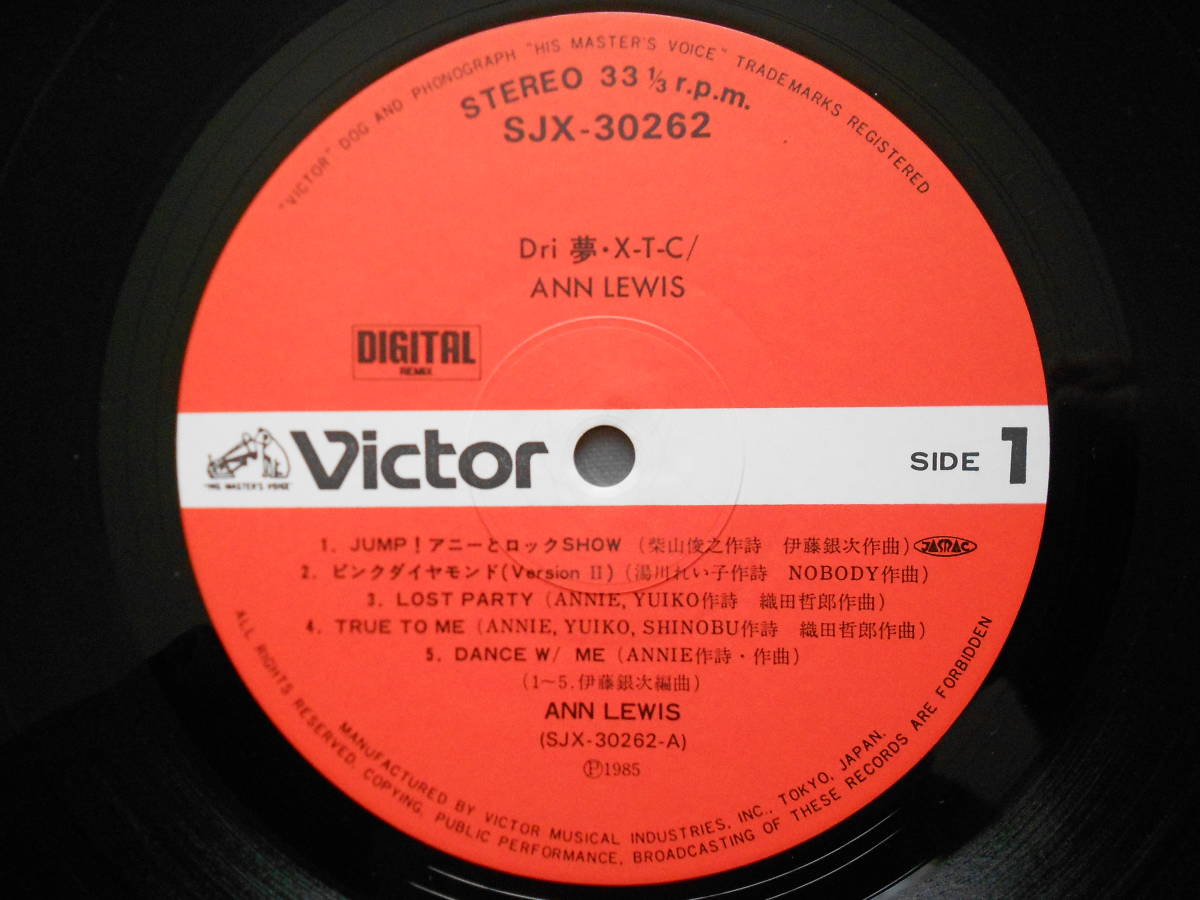 "VICTOR" DOG AND PHONOGRAPH "HIS MASTER'S VOICE" TRADEMARKS REGISTERED
STEREO 33 1/3 r.p.m.
SJX-30262
Dri 夢・X-T-C/
ANN LEWIS
DIGITAL
REMIX
"HIS MASTER'S VOICE"
Victor
SIDE 1
1. JUMP!アニーとロックSHOW (柴山俊之作詩 伊藤銀次作曲) JASRAC
2. ピンクダイヤモンド(Version II) (湯川れい子作詩 NOBODY作曲)
3. LOST PARTY (ANNIE, YUIKO作詩 織田哲郎作曲)
4. TRUE TO ME (ANNIE, YUIKO, SHINOBU作詩 織田哲郎作曲)
5. DANCE W/ ME (ANNIE作詩・作曲)
(1~5.伊藤銀次編曲)
ANN LEWIS
(SJX-30262-A)
Ⓟ1985
MANUFACTURED BY VICTOR MUSICAL INDUSTRIES, INC., TOKYO, JAPAN.
ALL RIGHTS RESERVED. COPYING, PUBLIC PERFORMANCE, BROADCASTING OF THESE RECORDS ARE FORBIDDEN